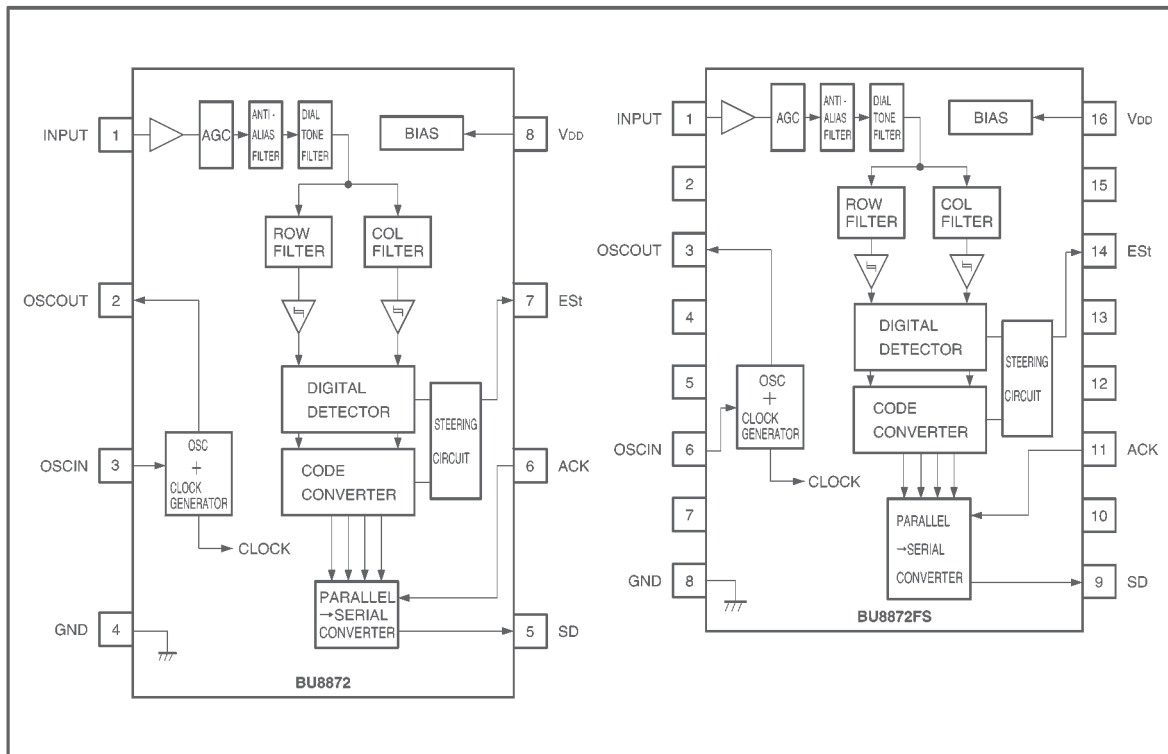 INPUT
1
AGC
ANTI-
ALIAS
FILTER
DIAL
TONE
FILTER
BIAS
8
VDD
ROW
FILTER
COL
FILTER
OSCOUT
2
7
ESt
DIGITAL
DETECTOR
STEERING
CIRCUIT
OSCIN
3
OSC
+
CLOCK
GENERATOR
CODE
CONVERTER
6
ACK
CLOCK
PARALLEL
→SERIAL
CONVERTER
GND
4
5
SD
BU8872
INPUT
1
AGC
ANTI-
ALIAS
FILTER
DIAL
TONE
FILTER
BIAS
16
VDD
2
ROW
FILTER
COL
FILTER
15
OSCOUT
3
14
ESt
4
DIGITAL
DETECTOR
13
STEERING
CIRCUIT
5
OSC
+
CLOCK
GENERATOR
12
CODE
CONVERTER
OSCIN
6
11
ACK
CLOCK
7
PARALLEL
→SERIAL
CONVERTER
10
GND
8
9
SD
BU8872FS